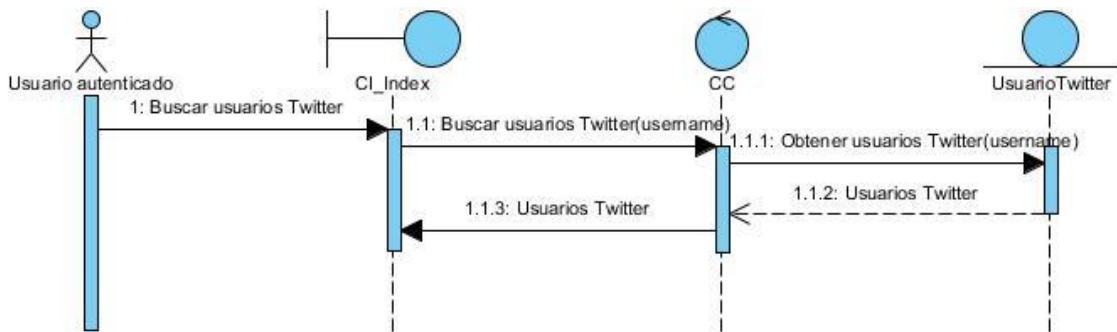 Usuario autenticado
CI_Index
CC
UsuarioTwitter
1: Buscar usuarios Twitter
1.1: Buscar usuarios Twitter(username)
1.1.1: Obtener usuarios Twitter(username)
1.1.2: Usuarios Twitter
1.1.3: Usuarios Twitter